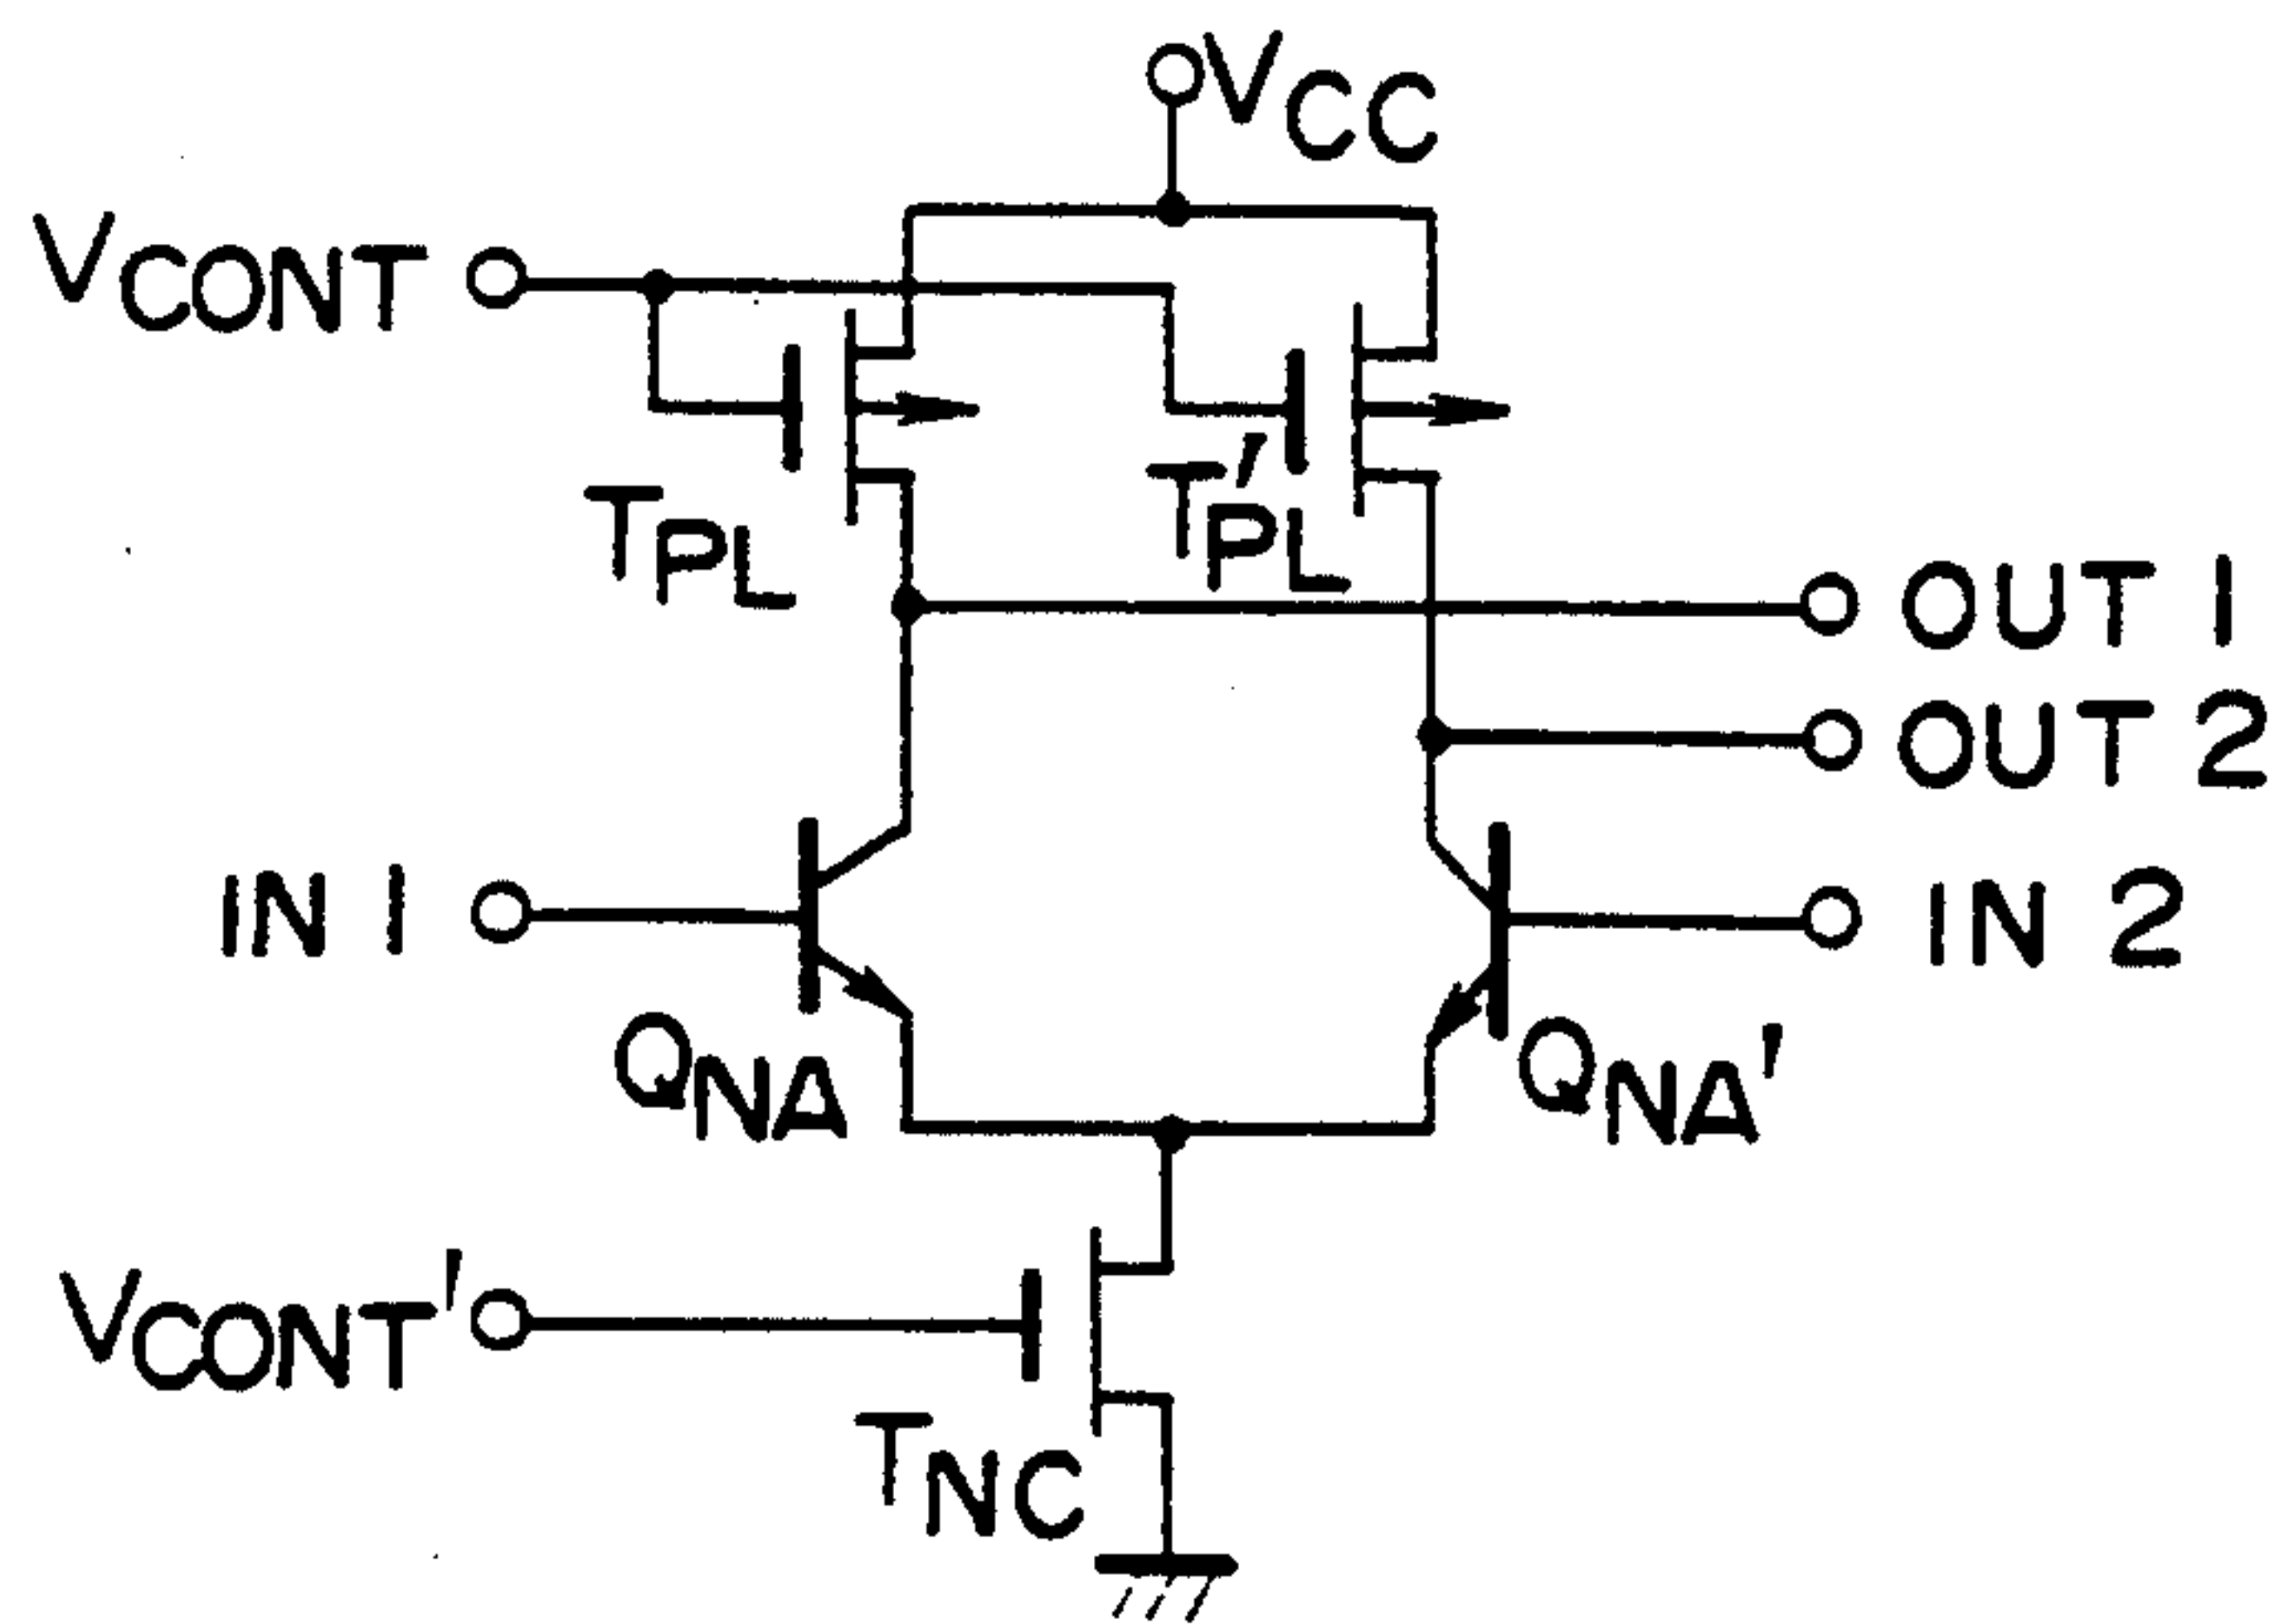 VCC
VCONT
TPL
T'PL
OUT 1
OUT 2
IN 1
IN 2
QNA
QNA'
VCONT'
TNC